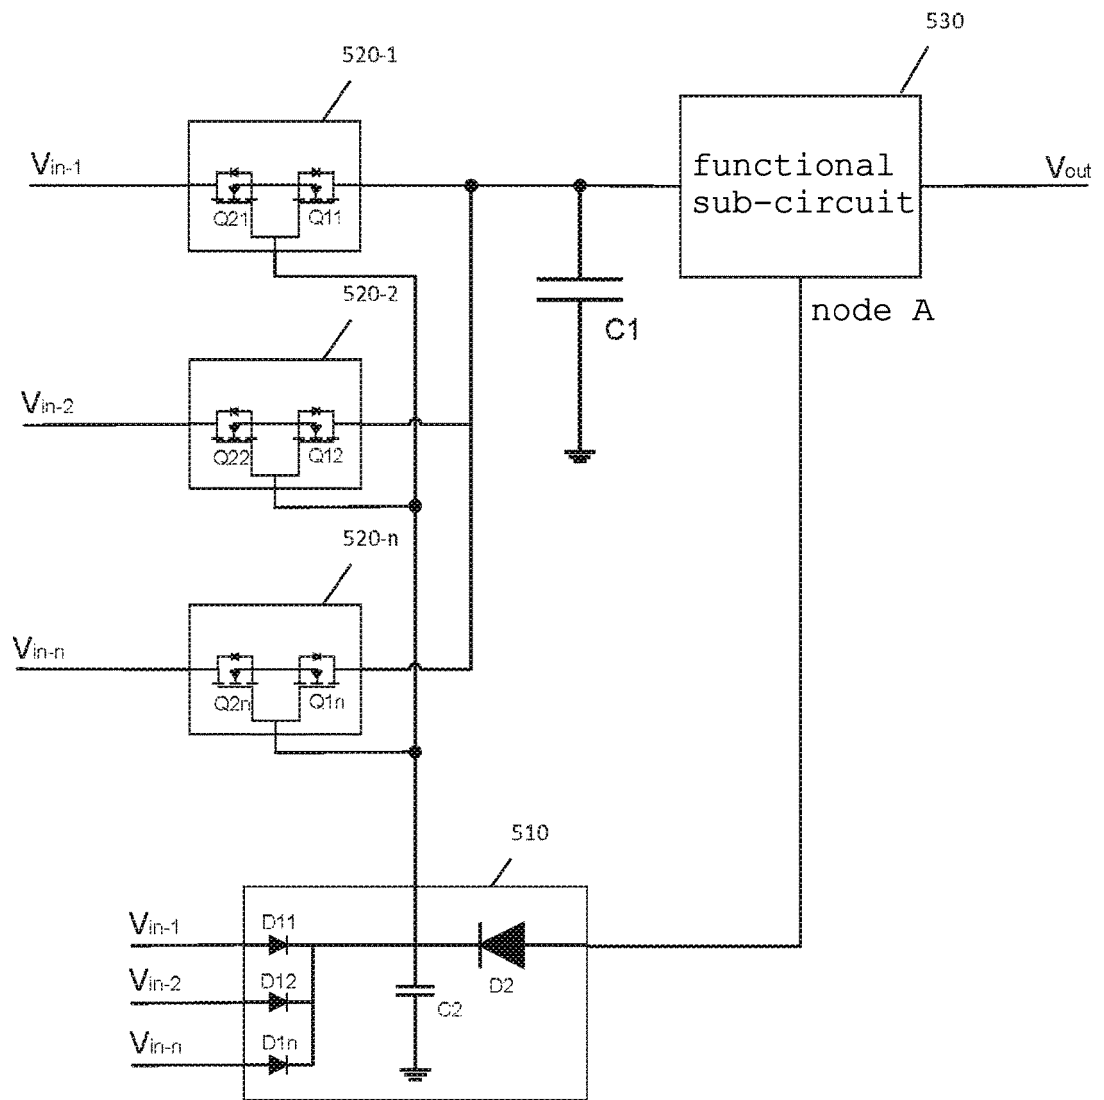 530
520-1
Vin-1
Q21
Q11
functional
sub-circuit
Vout
520-2
node A
C1
Vin-2
Q22
Q12
520-n
Vin-n
Q2n
Q1n
510
Vin-1
D11
Vin-2
D12
D2
C2
Vin-n
D1n